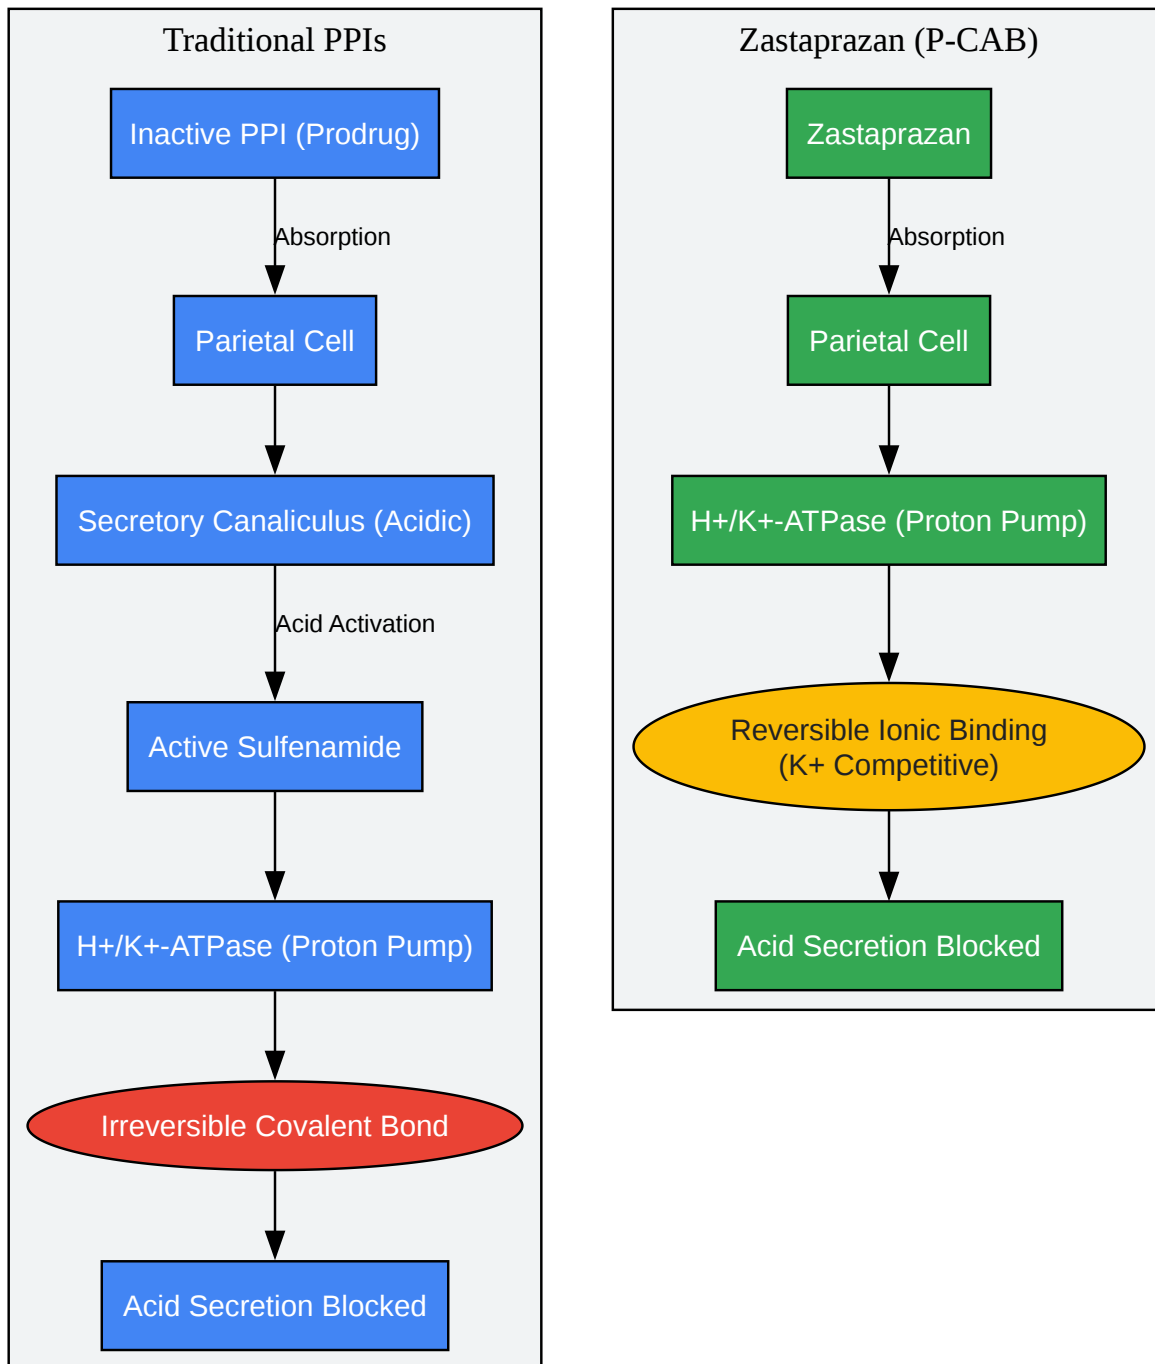 Traditional PPIs
Inactive PPI (Prodrug)
Absorption
Parietal Cell
Secretory Canaliculus (Acidic)
Acid Activation
Active Sulfenamide
H+/K+-ATPase (Proton Pump)
Irreversible Covalent Bond
Acid Secretion Blocked
Zastaprazan (P-CAB)
Zastaprazan
Absorption
Parietal Cell
H+/K+-ATPase (Proton Pump)
Reversible Ionic Binding
(K+ Competitive)
Acid Secretion Blocked